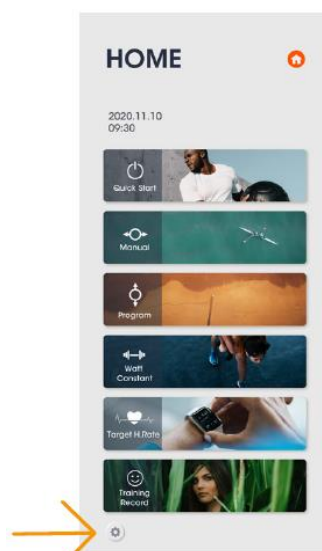 HOME
2020.11.10
09:30
Quick Start
Manual
Program
Watt
Constant
Target H.Rate
Training
Record